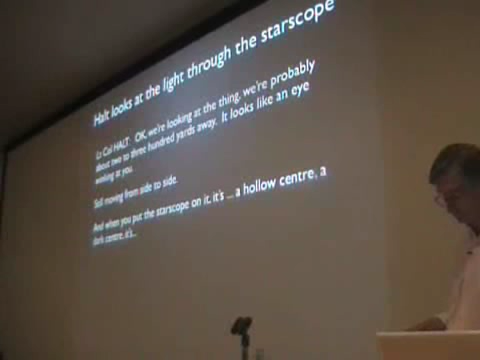 Halt looks at the light through the starscope
Lt Col HALT: OK, we're looking at the thing, we're probably
about two to three hundred yards away. It looks like an eye
winking at you.
Still moving from side to side.
And when you put the starscope on it, it's ... a hollow centre, a
dark centre, it's...